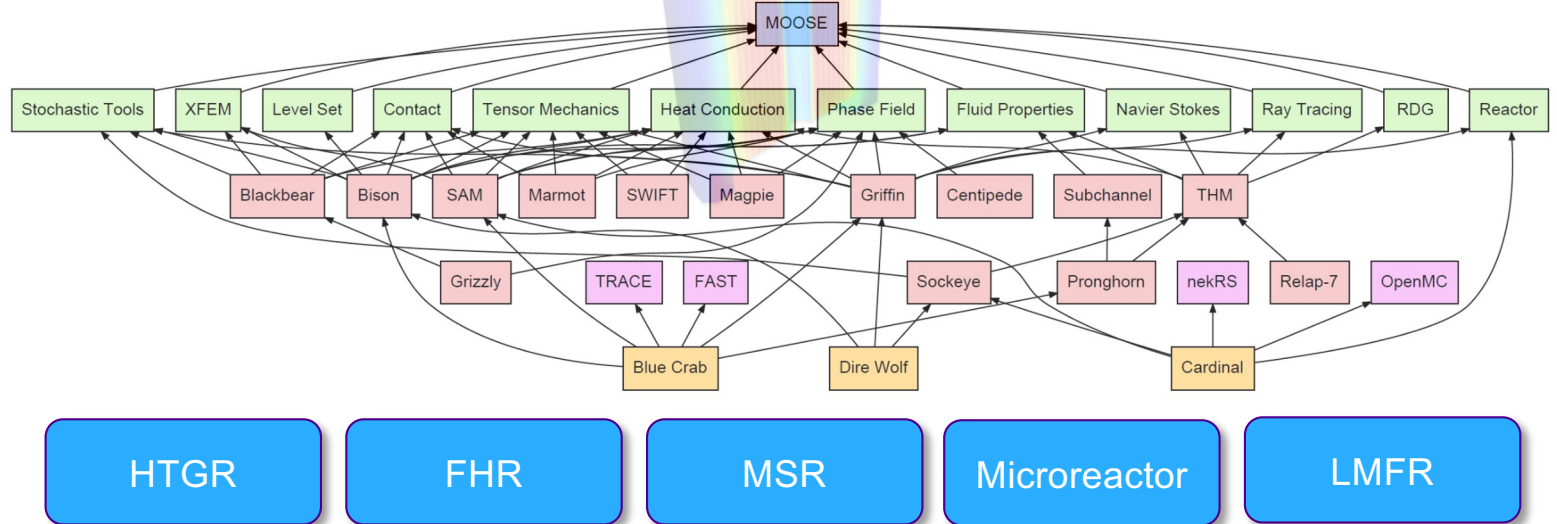 MOOSE
Stochastic Tools
XFEM
Level Set
Contact
Tensor Mechanics
Heat Conduction
Phase Field
Fluid Properties
Navier Stokes
Ray Tracing
RDG
Reactor
Blackbear
Bison
SAM
Marmot
SWIFT
Magpie
Griffin
Centipede
Subchannel
THM
Grizzly
TRACE
FAST
Sockeye
Pronghorn
nekRS
Relap-7
OpenMC
Blue Crab
Dire Wolf
Cardinal
HTGR
FHR
MSR
Microreactor
LMFR